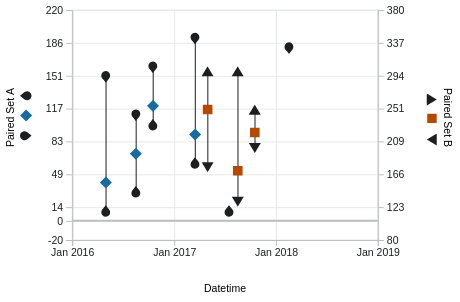 220
380
186
337
151
294
117
251
83
209
49
166
14
123
0
-20
80
Jan 2016
Jan 2017
Jan 2018
Jan 2019
Datetime
Paired Set A
Paired Set B